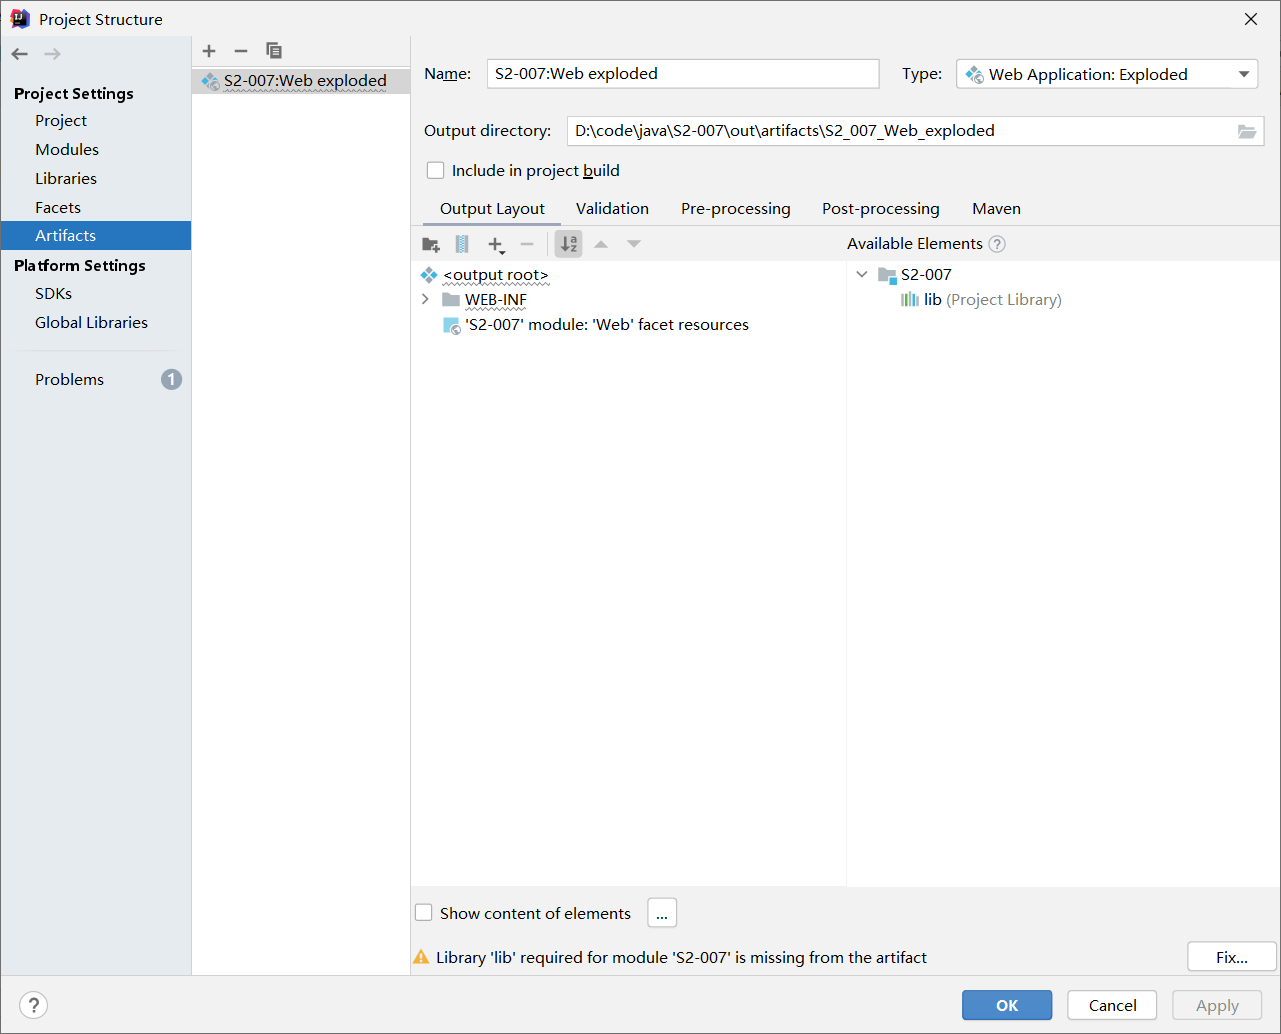 Project Structure
Project Settings
Project
Modules
Libraries
Facets
Artifacts
Platform Settings
SDKs
Global Libraries
Problems 1
S2-007:Web exploded
Name: S2-007:Web exploded Type: Web Application: Exploded
Output directory: D:\code\java\S2-007\out\artifacts\S2_007_Web_exploded
Include in project build
Output Layout Validation Pre-processing Post-processing Maven
Available Elements ?
<output root>
WEB-INF
'S2-007' module: 'Web' facet resources
S2-007
lib (Project Library)
Show content of elements ...
Library 'lib' required for module 'S2-007' is missing from the artifact Fix...
? OK Cancel Apply